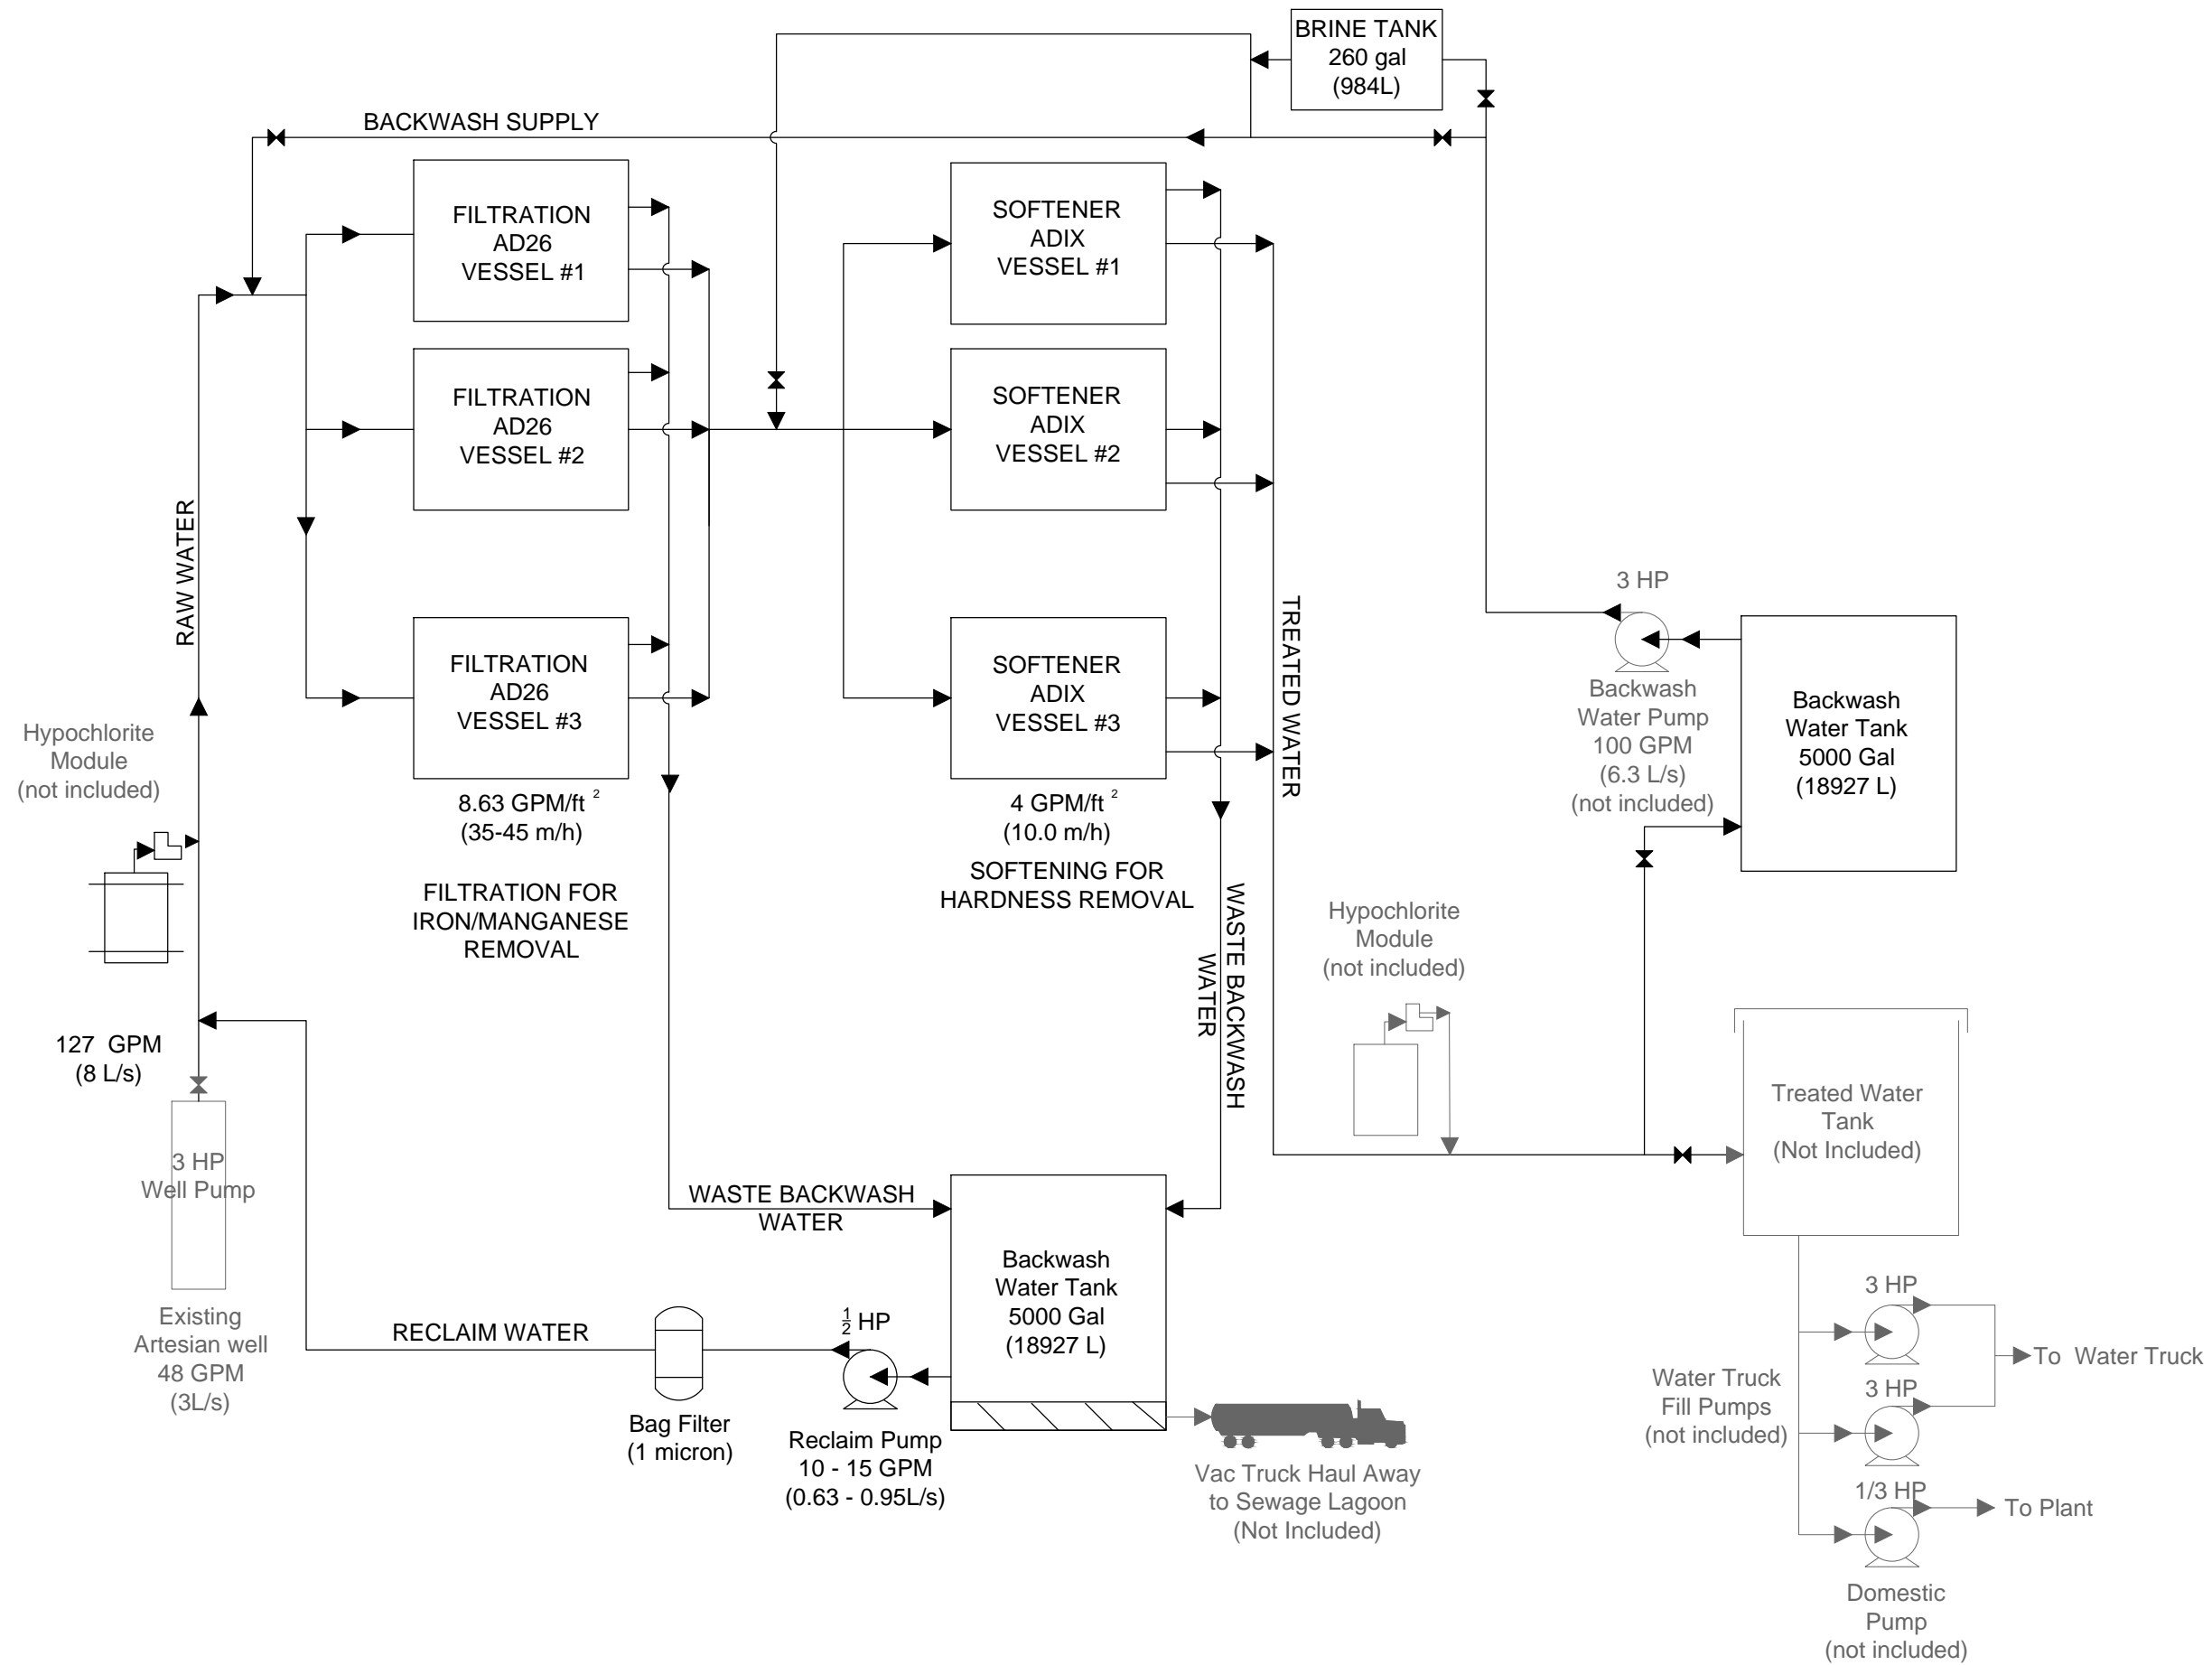 BRINE TANK
260 gal
(984L)
BACKWASH SUPPLY
FILTRATION
AD26
VESSEL #1
SOFTENER
ADIX
VESSEL #1
FILTRATION
AD26
VESSEL #2
SOFTENER
ADIX
VESSEL #2
RAW WATER
FILTRATION
AD26
VESSEL #3
SOFTENER
ADIX
VESSEL #3
TREATED WATER
3 HP
Backwash
Water Pump
100 GPM
(6.3 L/s)
(not included)
Backwash
Water Tank
5000 Gal
(18927 L)
Hypochlorite
Module
(not included)
8.63 GPM/ft 2
(35-45 m/h)
4 GPM/ft 2
(10.0 m/h)
FILTRATION FOR
IRON/MANGANESE
REMOVAL
SOFTENING FOR
HARDNESS REMOVAL
WASTE BACKWASH
WATER
Hypochlorite
Module
(not included)
127 GPM
(8 L/s)
3 HP
Well Pump
Existing
Artesian well
48 GPM
(3L/s)
Treated Water
Tank
(Not Included)
WASTE BACKWASH
WATER
Backwash
Water Tank
5000 Gal
(18927 L)
RECLAIM WATER
Bag Filter
(1 micron)
1/2 HP
Reclaim Pump
10 - 15 GPM
(0.63 - 0.95L/s)
Vac Truck Haul Away
to Sewage Lagoon
(Not Included)
3 HP
To Water Truck
3 HP
Water Truck
Fill Pumps
(not included)
1/3 HP
To Plant
Domestic
Pump
(not included)